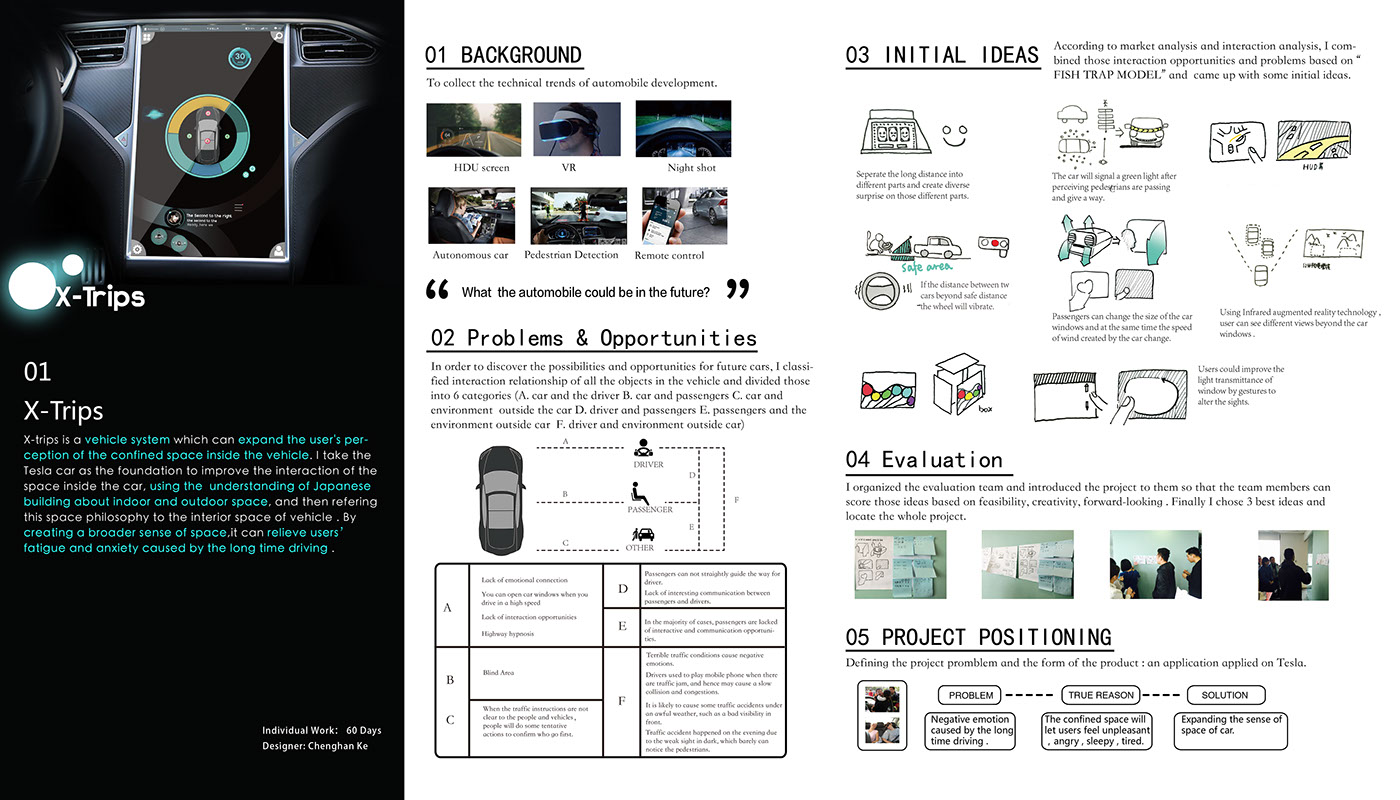 30
The Second to the right
the second to the
X-Trips
01
X-Trips
X-trips is a vehicle system which can expand the user's per-
ception of the confined space inside the vehicle. I take the
Tesla car as the foundation to improve the interaction of the
space inside the car, using the understanding of Japanese
building about indoor and outdoor space, and then refering
this space philosophy to the interior space of vehicle . By
creating a broader sense of space,it can relieve users'
fatigue and anxiety caused by the long time driving .
Individual Work: 60 Days
Designer: Chenghan Ke
01 BACKGROUND
To collect the technical trends of automobile development.
HDU screen
VR
Night shot
Autonomous car
Pedestrian Detection
Remote control
“ What the automobile could be in the future? ”
02 Problems & Opportunities
In order to discover the possibilities and opportunities for future cars, I classi-
fied interaction relationship of all the objects in the vehicle and divided those
into 6 categories (A. car and the driver B. car and passengers C. car and
environment outside the car D. driver and passengers E. passengers and the
environment outside car F. driver and environment outside car)
A
DRIVER
D
B
PASSENGER
F
E
C
OTHER
A
Lack of emotional connection
You can open car windows when you
drive in a high speed
Lack of interaction opportunities
Highway hypnosis
B
Blind Area
C
When the traffic instructions are not
clear to the people and vehicles,
people will do some tentative
actions to confirm who go first.
D
Passengers can not straightly guide the way for
driver.
Lack of interesting communication between
passengers and drivers.
E
In the majority of cases, passengers are lacked
of interactive and communication opportuni-
ties.
F
Terrible traffic conditions cause negative
emotions.
Drivers used to play mobile phone when there
are traffic jam, and hence may cause a slow
collision and congestions.
It is likely to cause some traffic accidents under
an awful weather, such as a bad visibility in
front.
Traffic accident happened on the evening due
to the weak sight in dark, which barely can
notice the pedestrians.
03 INITIAL IDEAS
According to market analysis and interaction analysis, I com-
bined those interaction opportunities and problems based on “
FISH TRAP MODEL” and came up with some initial ideas.
Seperate the long distance into
different parts and create diverse
surprise on those different parts.
The car will signal a green light after
perceiving pedestrians are passing
and give a way.
HUD
safe area
If the distance between tw
cars beyond safe distance
the wheel will vibrate.
Passengers can change the size of the car
windows and at the same time the speed
of wind created by the car change.
Using Infrared augmented reality technology ,
user can see different views beyond the car
windows .
box
Users could improve the
light transmittance of
window by gestures to
alter the sights.
04 Evaluation
I organized the evaluation team and introduced the project to them so that the team members can
score those ideas based on feasibility, creativity, forward-looking . Finally I chose 3 best ideas and
locate the whole project.
05 PROJECT POSITIONING
Defining the project promblem and the form of the product : an application applied on Tesla.
PROBLEM
TRUE REASON
SOLUTION
Negative emotion
caused by the long
time driving .
The confined space will
let users feel unpleasant
, angry , sleepy , tired.
Expanding the sense of
space of car.